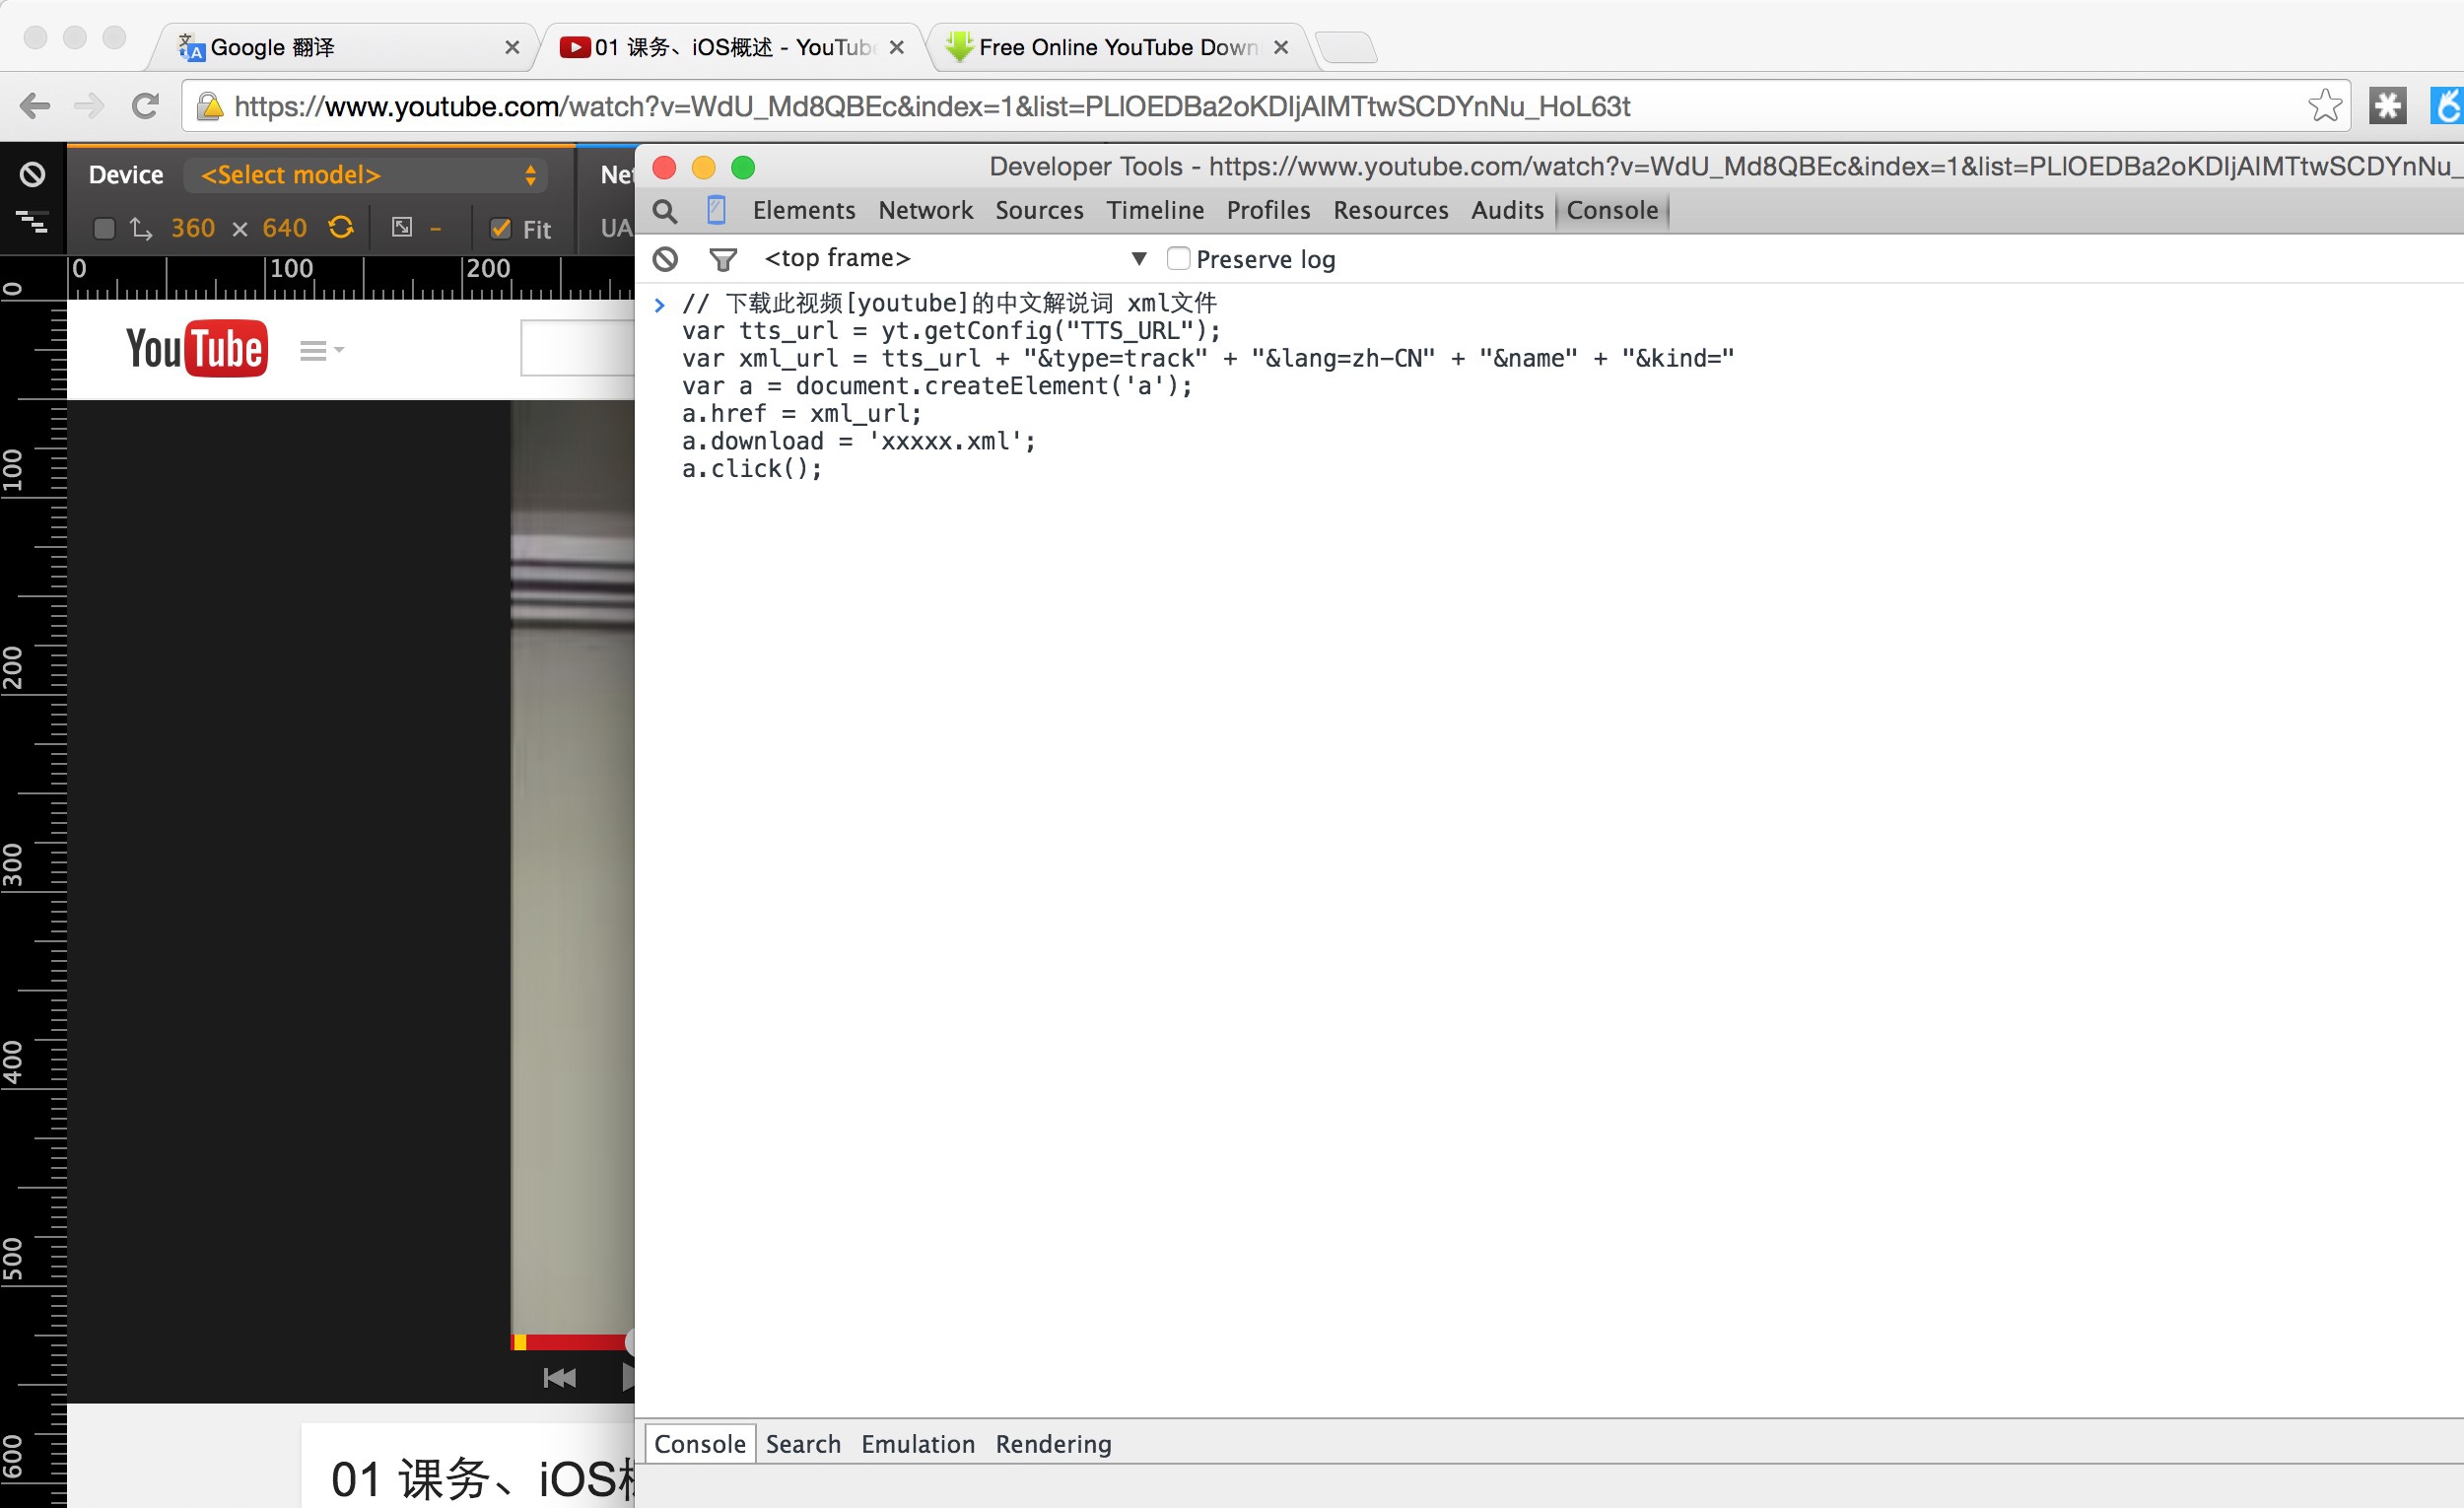 Google 翻译
01 课务、iOS概述 - YouTube
Free Online YouTube Down
https://www.youtube.com/watch?v=WdU_Md8QBEc&index=1&list=PLlOEDBa2oKDIjAIMTtwSCDYnNu_HoL63t
Device <Select model> Net
360 × 640 - Fit UA
0 100 200
0
100
200
300
400
500
600
YouTube
Developer Tools - https://www.youtube.com/watch?v=WdU_Md8QBEc&index=1&list=PLlOEDBa2oKDIjAIMTtwSCDYnNu_
Elements Network Sources Timeline Profiles Resources Audits Console
<top frame> ▼ Preserve log
> // 下载此视频[youtube]的中文解说词 xml文件
var tts_url = yt.getConfig("TTS_URL");
var xml_url = tts_url + "&type=track" + "&lang=zh-CN" + "&name" + "&kind="
var a = document.createElement('a');
a.href = xml_url;
a.download = 'xxxxx.xml';
a.click();
Console Search Emulation Rendering
01 课务、iOS